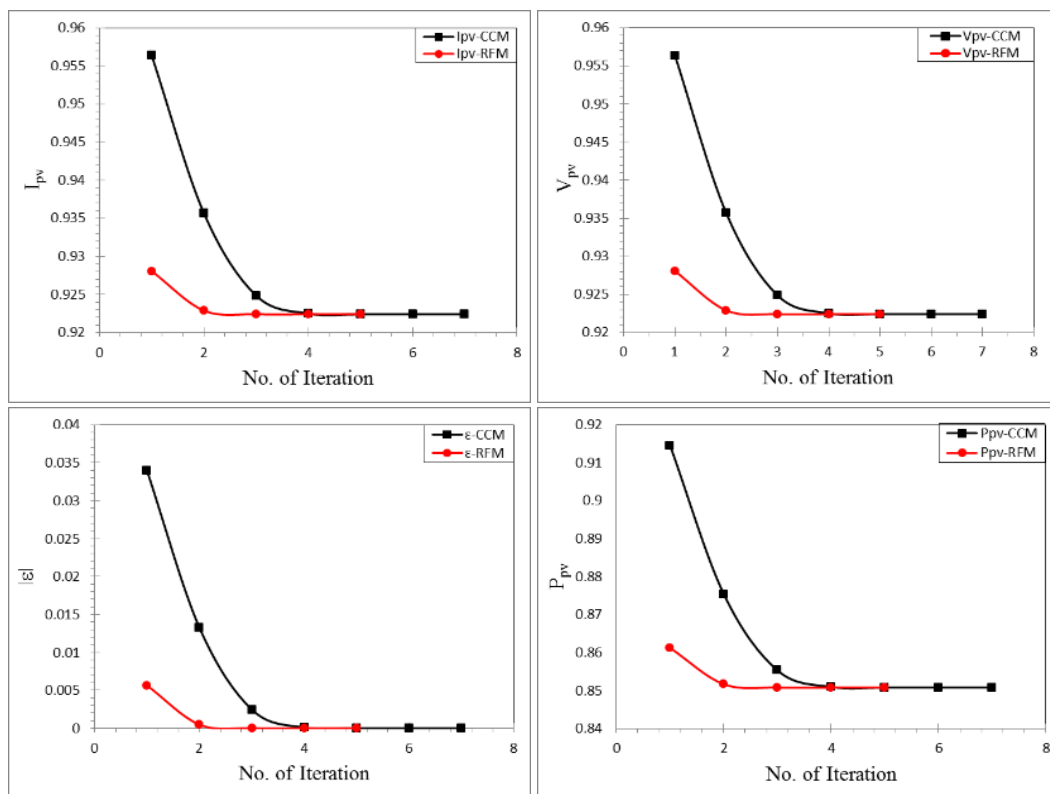 0.96
0.955
0.95
0.945
0.94
0.935
0.93
0.925
0.92
Ipv
Ipv-CCM
Ipv-RFM
0 2 4 6 8
No. of Iteration
0.96
0.955
0.95
0.945
0.94
0.935
0.93
0.925
0.92
Vpv
Vpv-CCM
Vpv-RFM
0 1 2 3 4 5 6 7 8
No. of Iteration
0.04
0.035
0.03
0.025
0.02
0.015
0.01
0.005
0
|ε|
ε-CCM
ε-RFM
0 2 4 6 8
No. of Iteration
0.92
0.91
0.9
0.89
0.88
0.87
0.86
0.85
0.84
Ppv
Ppv-CCM
Ppv-RFM
0 2 4 6 8
No. of Iteration